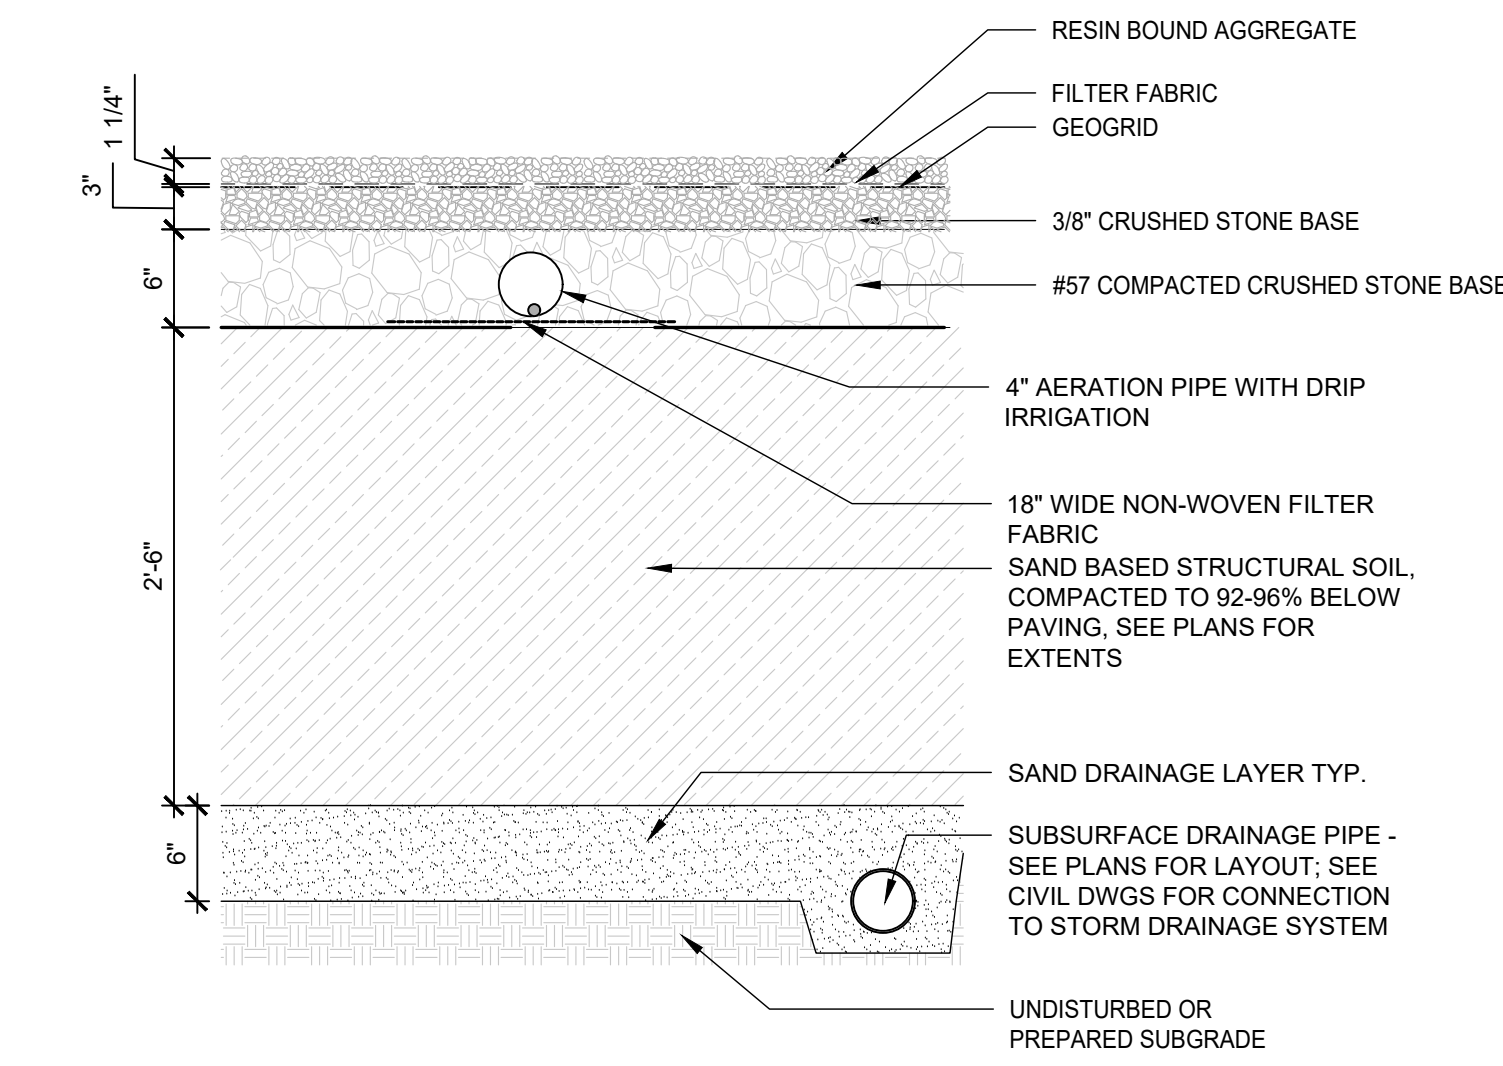 RESIN BOUND AGGREGATE
FILTER FABRIC
GEOGRID
1 1/4"
3"
3/8" CRUSHED STONE BASE
6"
#57 COMPACTED CRUSHED STONE BASE
4" AERATION PIPE WITH DRIP
IRRIGATION
18" WIDE NON-WOVEN FILTER
FABRIC
2'-6"
SAND BASED STRUCTURAL SOIL,
COMPACTED TO 92-96% BELOW
PAVING, SEE PLANS FOR
EXTENTS
SAND DRAINAGE LAYER TYP.
6"
SUBSURFACE DRAINAGE PIPE -
SEE PLANS FOR LAYOUT; SEE
CIVIL DWGS FOR CONNECTION
TO STORM DRAINAGE SYSTEM
UNDISTURBED OR
PREPARED SUBGRADE